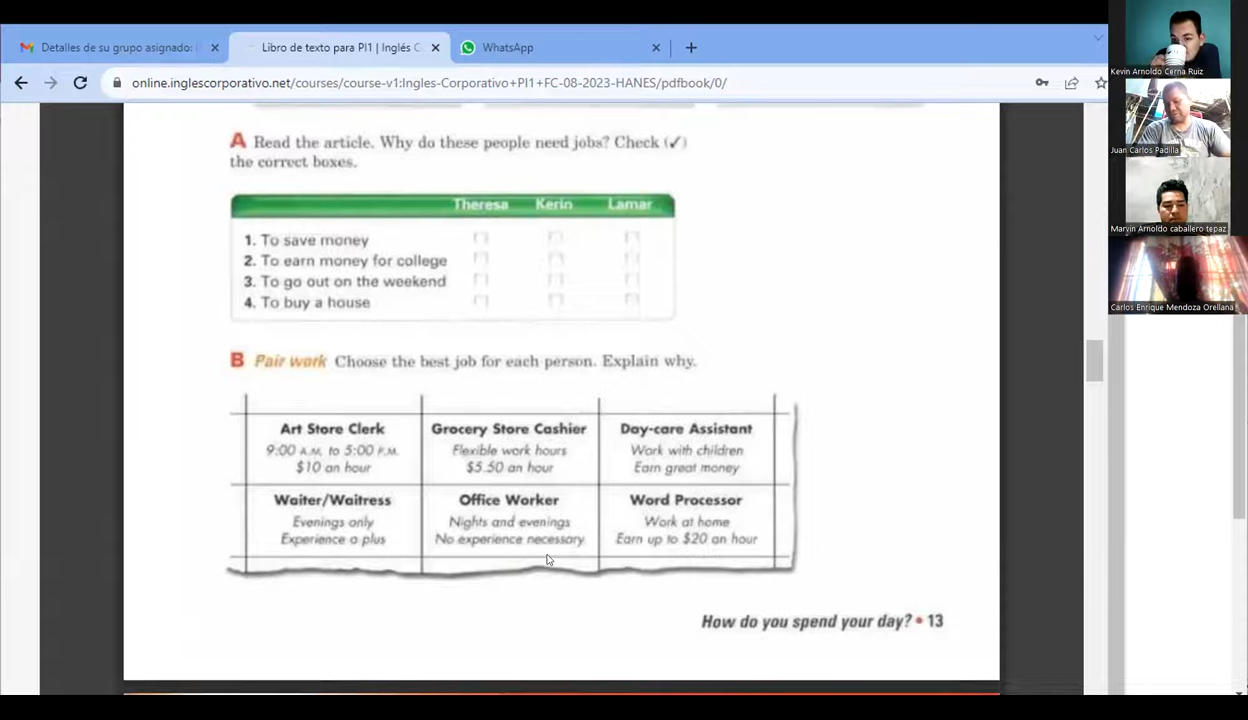 Detalles de su grupo asignado:
Libro de texto para PI1 | Inglés C
WhatsApp
online.inglescorporativo.net/courses/course-v1:Ingles-Corporativo+PI1+FC-08-2023-HANES/pdfbook/0/
A Read the article. Why do these people need jobs? Check (✓)
the correct boxes.
Theresa Kerin Lamar
1. To save money
2. To earn money for college
3. To go out on the weekend
4. To buy a house
B Pair work Choose the best job for each person. Explain why.
Art Store Clerk
9:00 A.M. to 5:00 P.M.
$10 an hour
Grocery Store Cashier
Flexible work hours
$5.50 an hour
Day-care Assistant
Work with children
Earn great money
Waiter/Waitress
Evenings only
Experience a plus
Office Worker
Nights and evenings
No experience necessary
Word Processor
Work at home
Earn up to $20 an hour
How do you spend your day? • 13
Kevin Arnoldo Cerna Ruiz
Juan Carlos Padilla
Marvin Arnoldo caballero tepaz
Carlos Enrique Mendoza Orellana